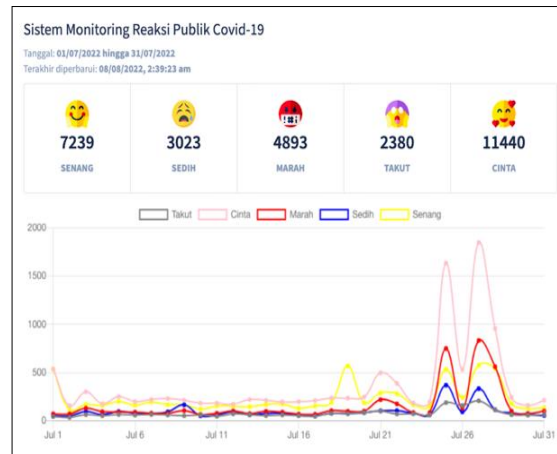 Sistem Monitoring Reaksi Publik Covid-19
Tanggal: 01/07/2022 hingga 31/07/2022
Terakhir diperbarui: 08/08/2022, 2:39:23 am
7239 3023 4893 2380 11440
SENANG SEDIH MARAH TAKUT CINTA
Takut Cinta Marah Sedih Senang
2000
1500
1000
500
0
Jul 1 Jul 6 Jul 11 Jul 16 Jul 21 Jul 26 Jul 31